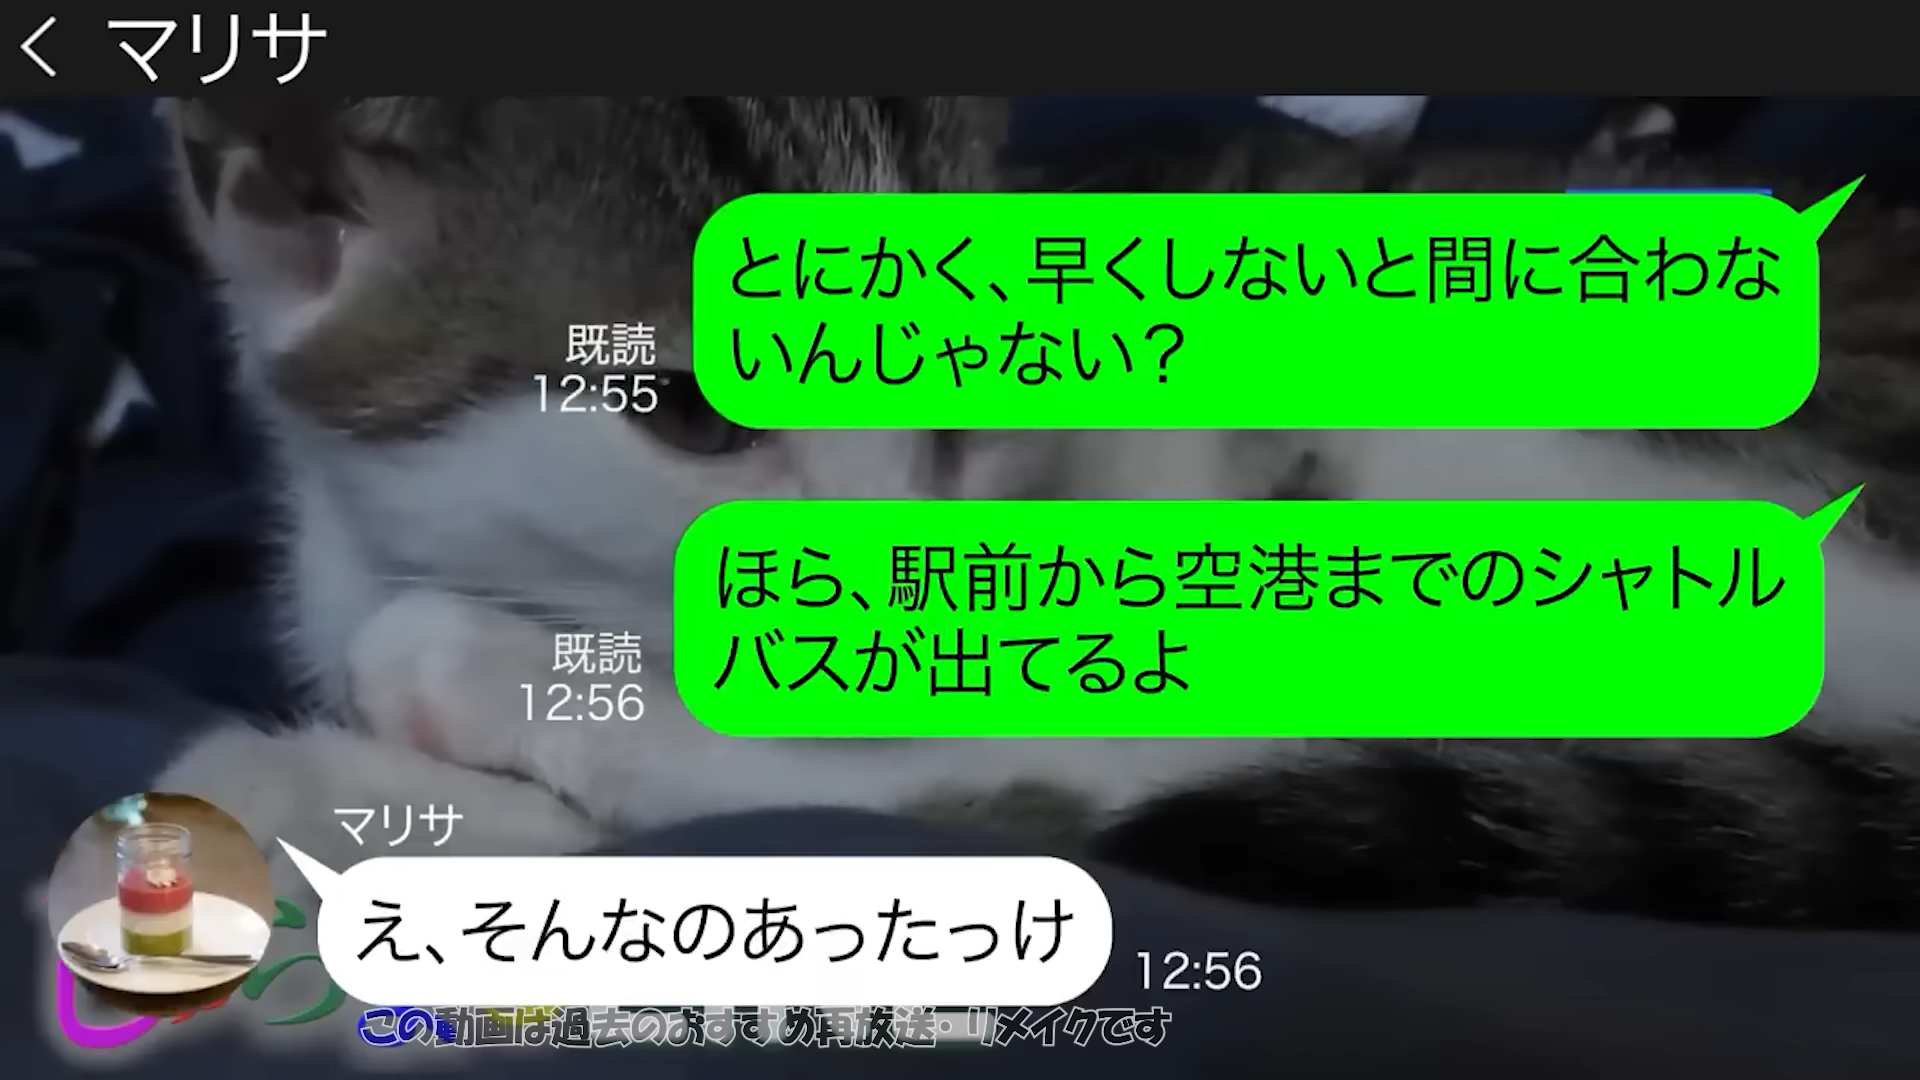 マリサ
とにかく、早くしないと間に合わな
いんじゃない?
既読
12:55
ほら、駅前から空港までのシャトル
バスが出てるよ
既読
12:56
マリサ
え、そんなのあったっけ
12:56
この動画は過去のおすすめ再放送・リメイクです